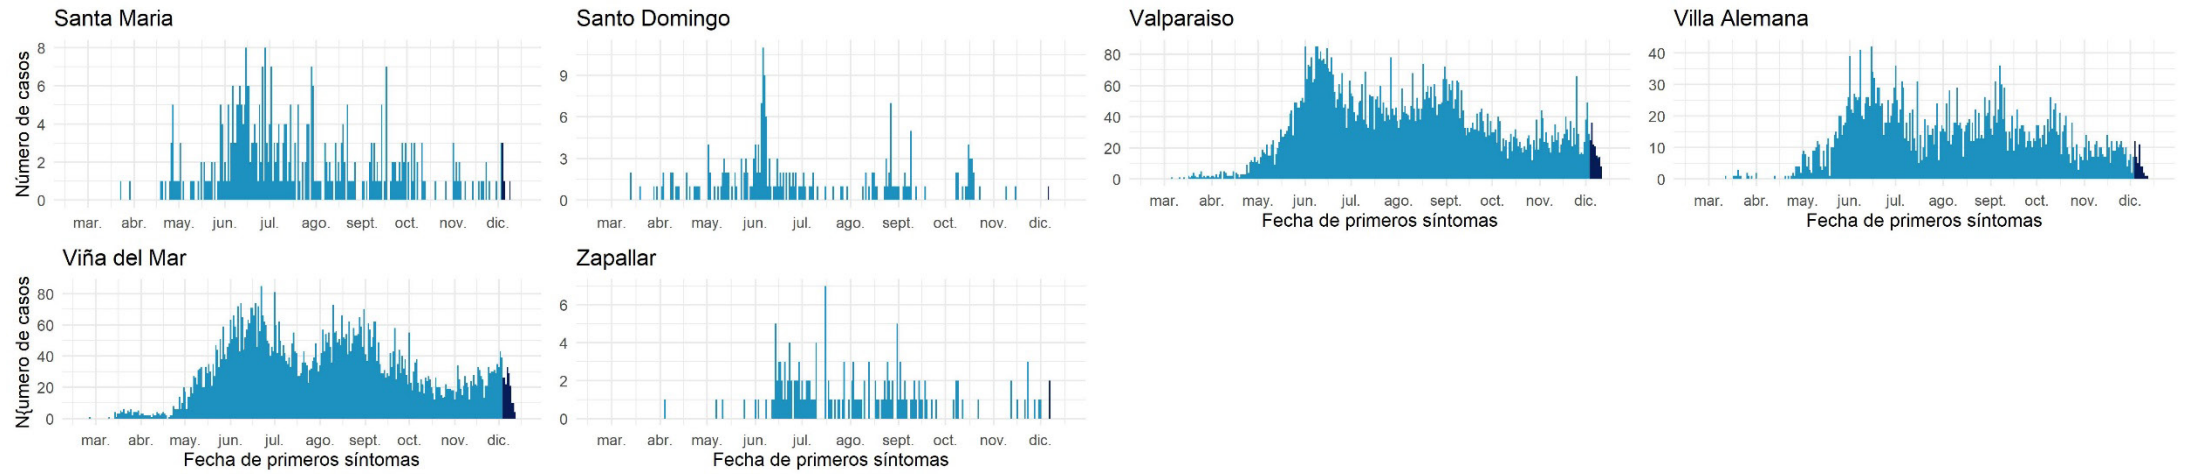 Santa Maria
Santo Domingo
Valparaiso
Villa Alemana
Número de casos
8
6
4
2
0
mar. abr. may. jun. jul. ago. sept. oct. nov. dic.
9
6
3
0
mar. abr. may. jun. jul. ago. sept. oct. nov. dic.
80
60
40
20
0
mar. abr. may. jun. jul. ago. sept. oct. nov. dic.
Fecha de primeros síntomas
40
30
20
10
0
mar. abr. may. jun. jul. ago. sept. oct. nov. dic.
Fecha de primeros síntomas
Viña del Mar
Zapallar
N{umero de casos
80
60
40
20
0
mar. abr. may. jun. jul. ago. sept. oct. nov. dic.
Fecha de primeros síntomas
6
4
2
0
mar. abr. may. jun. jul. ago. sept. oct. nov. dic.
Fecha de primeros síntomas